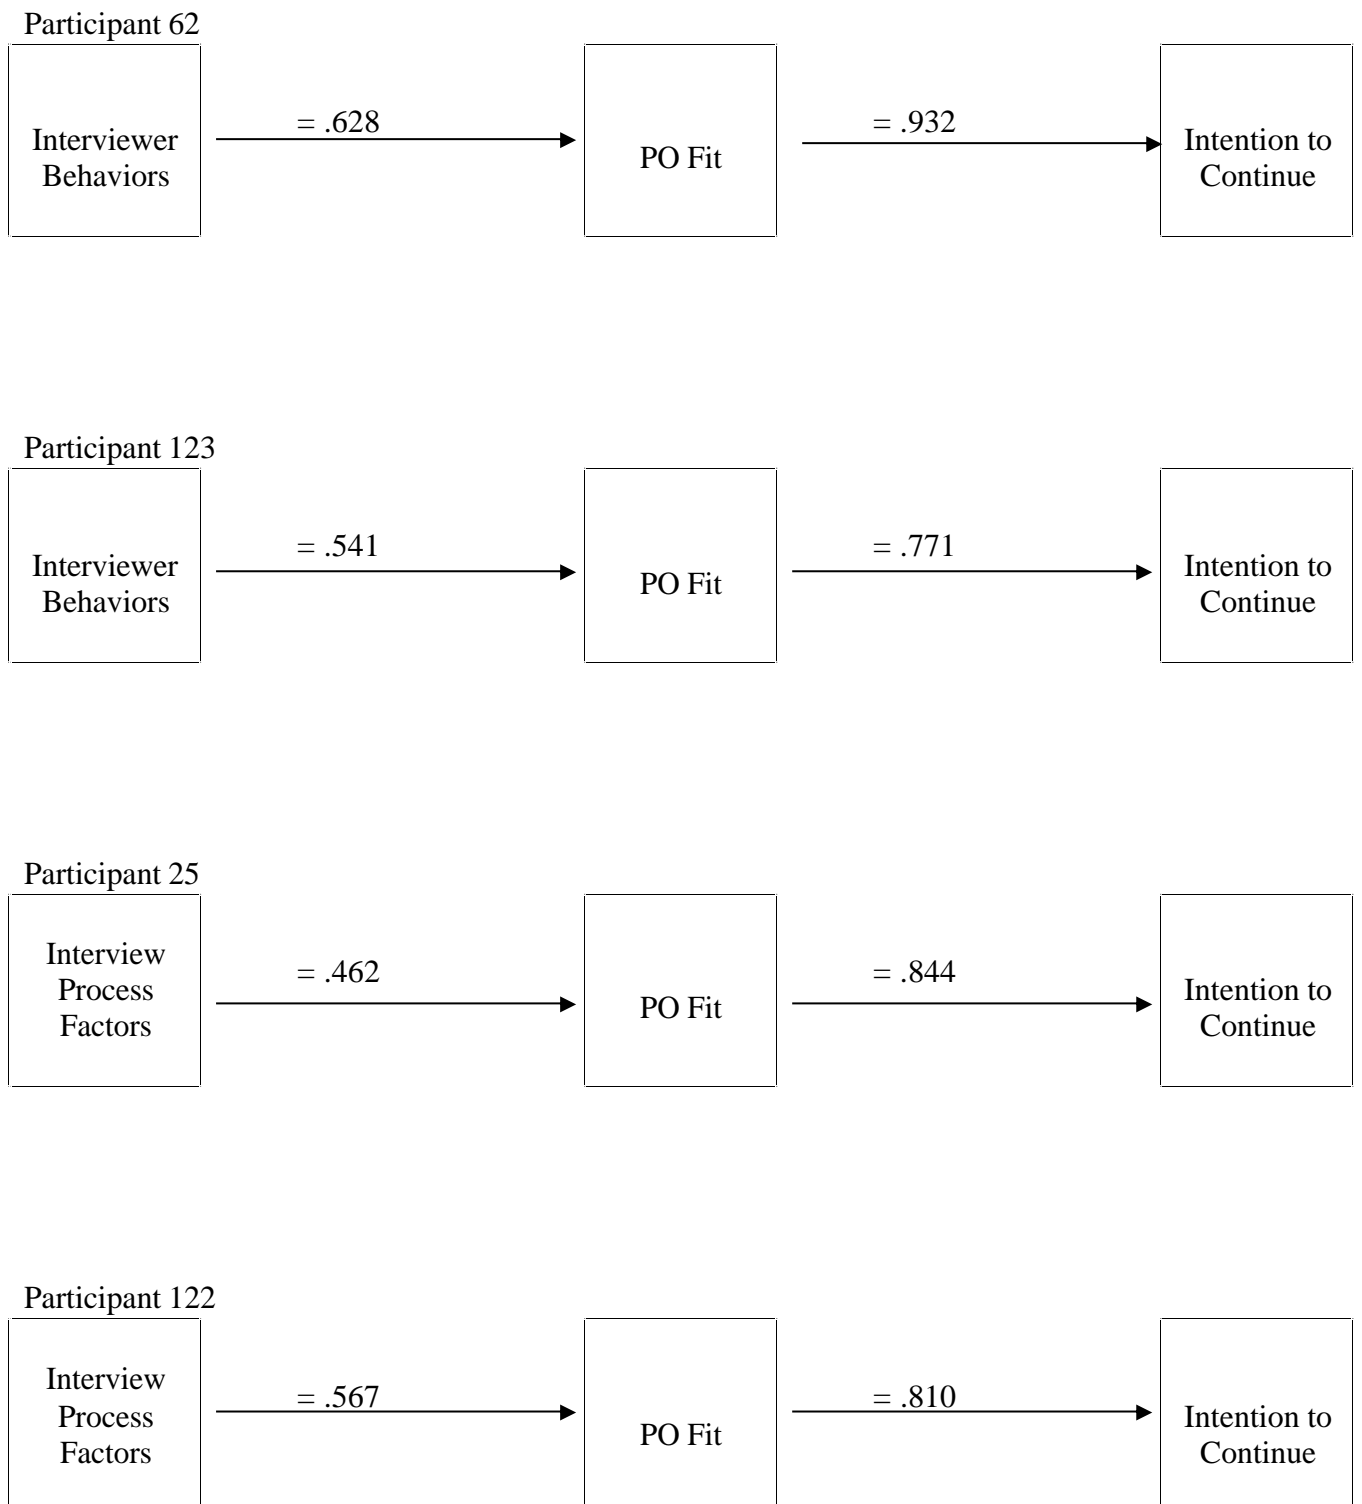 Participant 62
Interviewer
Behaviors
= .628
PO Fit
= .932
Intention to
Continue
Participant 123
Interviewer
Behaviors
= .541
PO Fit
= .771
Intention to
Continue
Participant 25
Interview
Process
Factors
= .462
PO Fit
= .844
Intention to
Continue
Participant 122
Interview
Process
Factors
= .567
PO Fit
= .810
Intention to
Continue